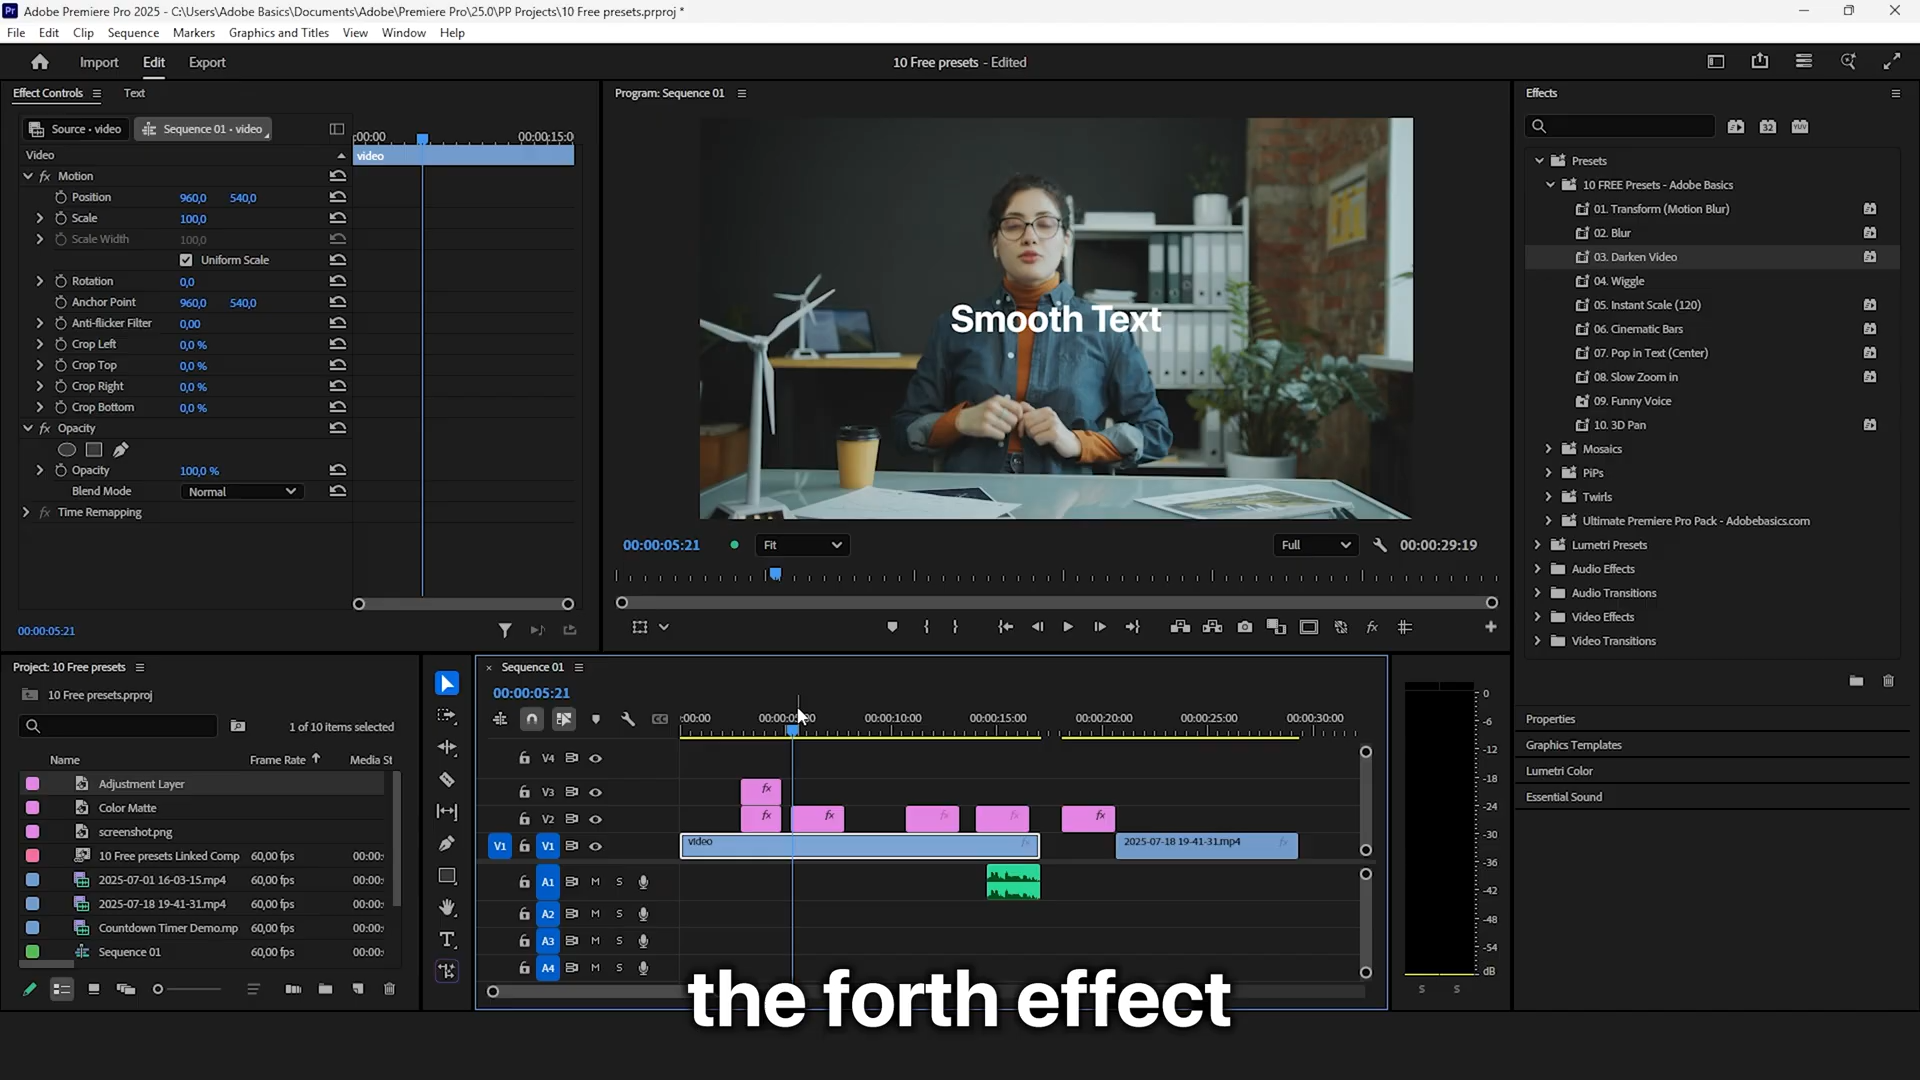 Adobe Premiere Pro 2025 - C:\Users\Adobe Basics\Documents\Adobe\Premiere Pro\25.0\PP Projects\10 Free presets.prproj *
File Edit Clip Sequence Markers Graphics and Titles View Window Help
Import Edit Export
10 Free presets - Edited
Effect Controls Text
Source • video Sequence 01 • video
:00:00 00:00:15:0
Video
video
Motion
Position 960,0 540,0
Scale 100,0
Scale Width 100,0
Uniform Scale
Rotation 0,0
Anchor Point 960,0 540,0
Anti-flicker Filter 0,00
Crop Left 0,0 %
Crop Top 0,0 %
Crop Right 0,0 %
Crop Bottom 0,0 %
Opacity
Opacity 100,0 %
Blend Mode Normal
Time Remapping
00:00:05:21
Program: Sequence 01
Smooth Text
00:00:05:21 Fit Full 00:00:29:19
Effects
32 YUV
Presets
10 FREE Presets - Adobe Basics
01. Transform (Motion Blur)
02. Blur
03. Darken Video
04. Wiggle
05. Instant Scale (120)
06. Cinematic Bars
07. Pop in Text (Center)
08. Slow Zoom in
09. Funny Voice
10. 3D Pan
Mosaics
PiPs
Twirls
Ultimate Premiere Pro Pack - Adobebasics.com
Lumetri Presets
Audio Effects
Audio Transitions
Video Effects
Video Transitions
Properties
Graphics Templates
Lumetri Color
Essential Sound
Project: 10 Free presets
10 Free presets.prproj
1 of 10 items selected
Name Frame Rate Media St
Adjustment Layer
Color Matte
screenshot.png
10 Free presets Linked Comp 60,00 fps 00:00:
2025-07-01 16-03-15.mp4 60,00 fps 00:00:
2025-07-18 19-41-31.mp4 60,00 fps 00:00:
Countdown Timer Demo.mp 60,00 fps 00:00:
Sequence 01 60,00 fps 00:00:
Sequence 01
00:00:05:21
:00:00 00:00:10:00 00:00:15:00 00:00:20:00 00:00:25:00 00:00:30:00
V4
V3 fx
V2 fx fx fx fx fx
V1 V1 video fx 2025-07-18 19-41-31.mp4 fx
A1 M S
A2 M S
A3 M S
A4 M S
0
-6
-12
-18
-24
-30
-36
-42
-48
-54
dB
S S
the forth effect